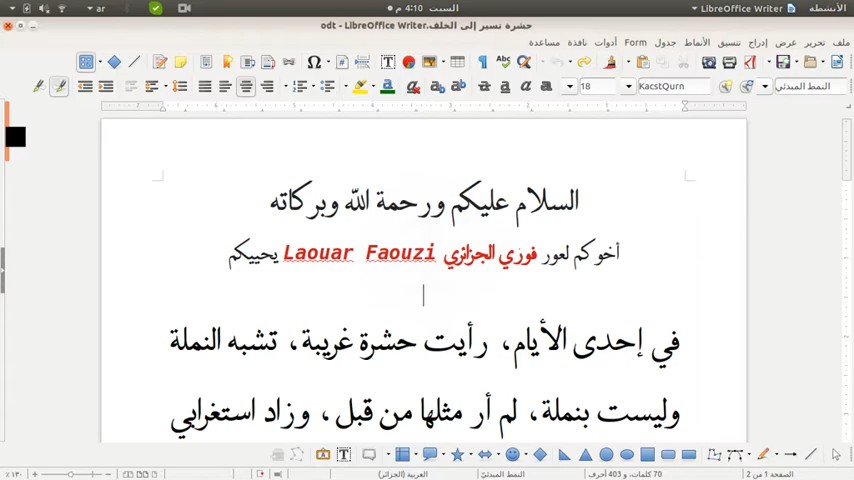 الأنشطة
LibreOffice Writer
السبت 4:10 م
ar
حشرة تسير إلى الخلف.odt - LibreOffice Writer
ملف تحرير عرض إدراج تنسيق الأنماط جدول Form أدوات نافذة مساعدة
النمط المبدئي
KacstQurn
18
السلام عليكم ورحمة الله وبركاته
أخوكم لعور فوزي الجزائري Laouar Faouzi يحييكم
في إحدى الأيام، رأيت حشرة غريبة، تشبه النملة
وليست بنملة، لم أر مثلها من قبل، وزاد استغرابي
الصفحة 1 من 2
70 كلمات، و 403 أحرف
النمط المبدئيّ
العربية (الجزائر)
١٣٠٪